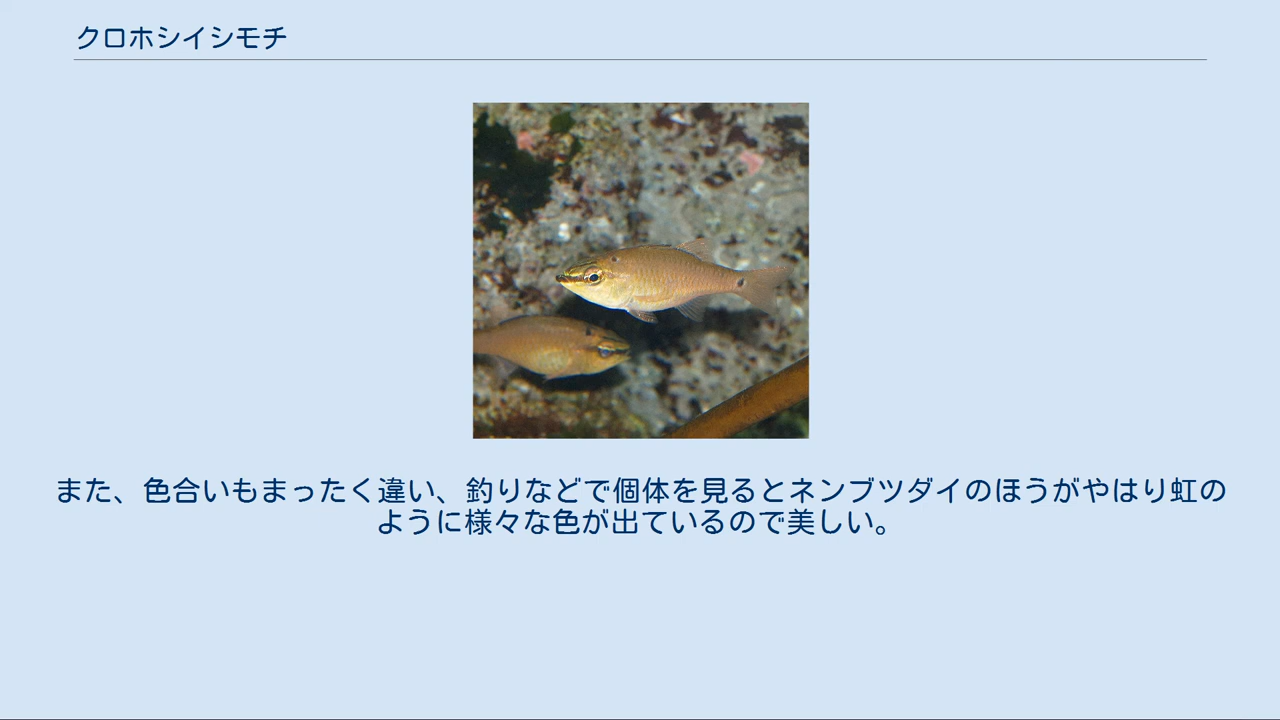 クロホシイシモチ
また、色合いもまったく違い、釣りなどで個体を見るとネンブツダイのほうがやはり虹の
ように様々な色が出ているので美しい。